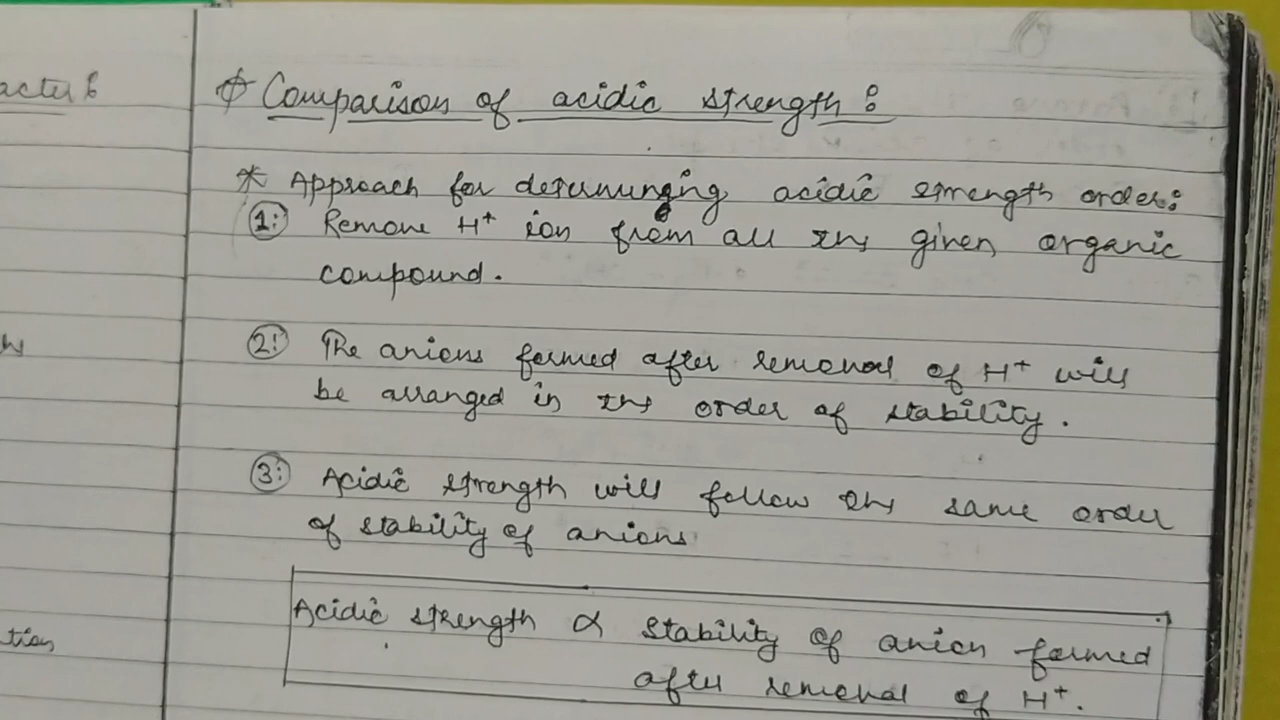 Comparison of acidic strength :
* Approach for determining acidic strength order:
1: Remove H+ ion from all the given organic
compound.
2: The anions formed after removal of H+ will
be arranged in the order of stability.
3: Acidic strength will follow the same order
of stability of anions
Acidic strength ∝ stability of anion formed
after removal of H+.
tion